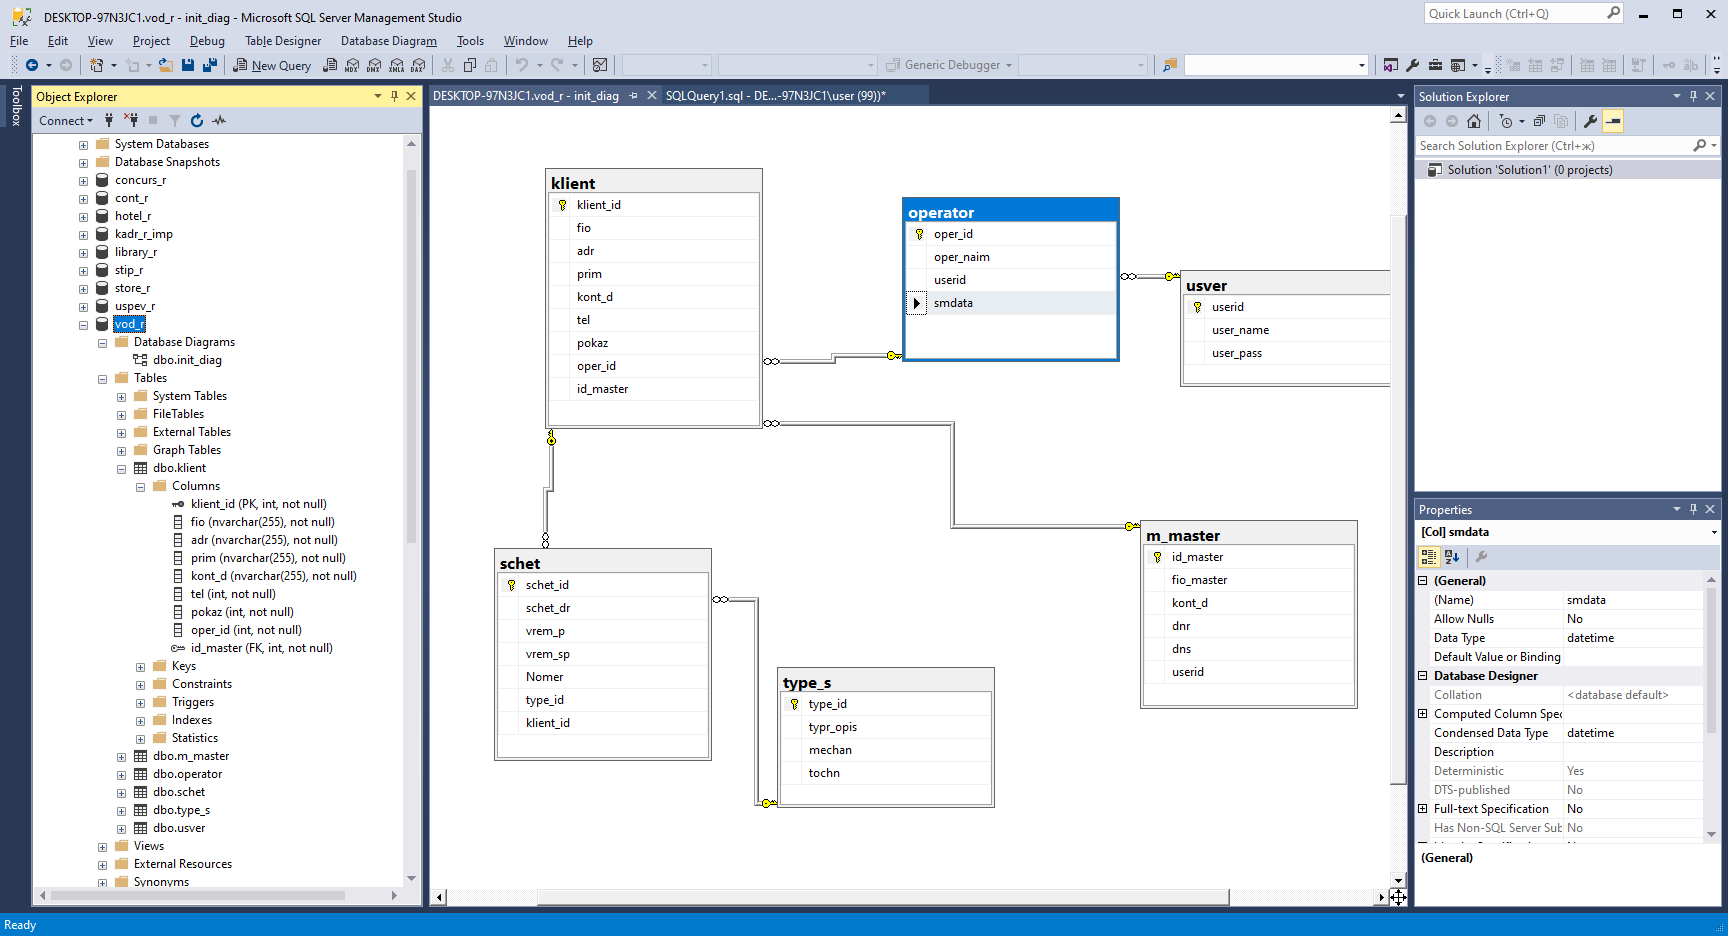 DESKTOP-97N3JC1.vod_r - init_diag - Microsoft SQL Server Management Studio
Quick Launch (Ctrl+Q)
File Edit View Project Debug Table Designer Database Diagram Tools Window Help
New Query MDX DMX XMLA DAX Generic Debugger
Toolbox
Object Explorer
Connect
System Databases
Database Snapshots
concurs_r
cont_r
hotel_r
kadr_r_imp
library_r
stip_r
store_r
uspev_r
vod_r
Database Diagrams
dbo.init_diag
Tables
System Tables
FileTables
External Tables
Graph Tables
dbo.klient
Columns
klient_id (PK, int, not null)
fio (nvarchar(255), not null)
adr (nvarchar(255), not null)
prim (nvarchar(255), not null)
kont_d (nvarchar(255), not null)
tel (int, not null)
pokaz (int, not null)
oper_id (int, not null)
id_master (FK, int, not null)
Keys
Constraints
Triggers
Indexes
Statistics
dbo.m_master
dbo.operator
dbo.schet
dbo.type_s
dbo.usver
Views
External Resources
Synonyms
DESKTOP-97N3JC1.vod_r - init_diag
SQLQuery1.sql - DE...-97N3JC1\user (99))*
klient
klient_id
fio
adr
prim
kont_d
tel
pokaz
oper_id
id_master
operator
oper_id
oper_naim
userid
smdata
usver
userid
user_name
user_pass
schet
schet_id
schet_dr
vrem_p
vrem_sp
Nomer
type_id
klient_id
type_s
type_id
typr_opis
mechan
tochn
m_master
id_master
fio_master
kont_d
dnr
dns
userid
Solution Explorer
Search Solution Explorer (Ctrl+ж)
Solution 'Solution1' (0 projects)
Properties
[Col] smdata
(General)
(Name) smdata
Allow Nulls No
Data Type datetime
Default Value or Binding
Database Designer
Collation <database default>
Computed Column Spec
Condensed Data Type datetime
Description
Deterministic Yes
DTS-published No
Full-text Specification No
Has Non-SQL Server Sub No
(General)
Ready